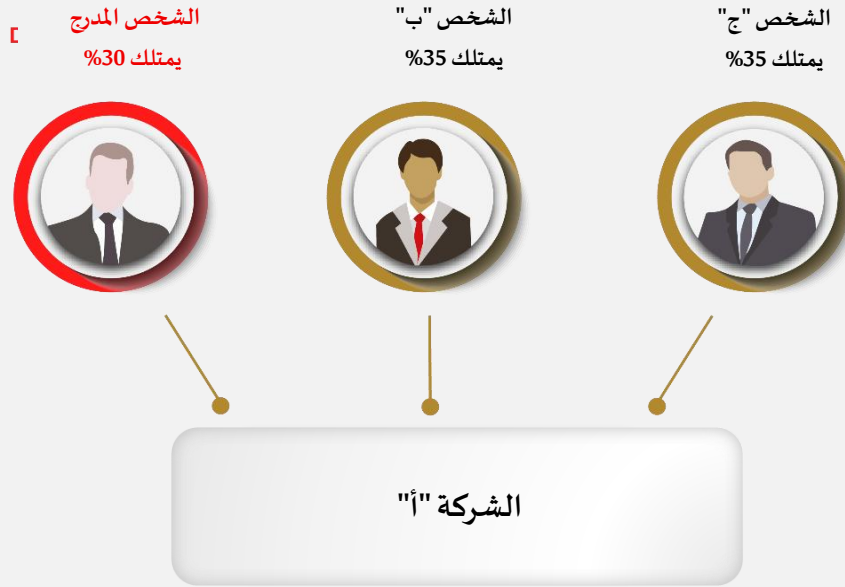 الشخص "ج"
يمتلك 35%
الشخص "ب"
يمتلك 35%
الشخص المدرج
يمتلك 30%
الشركة "أ"